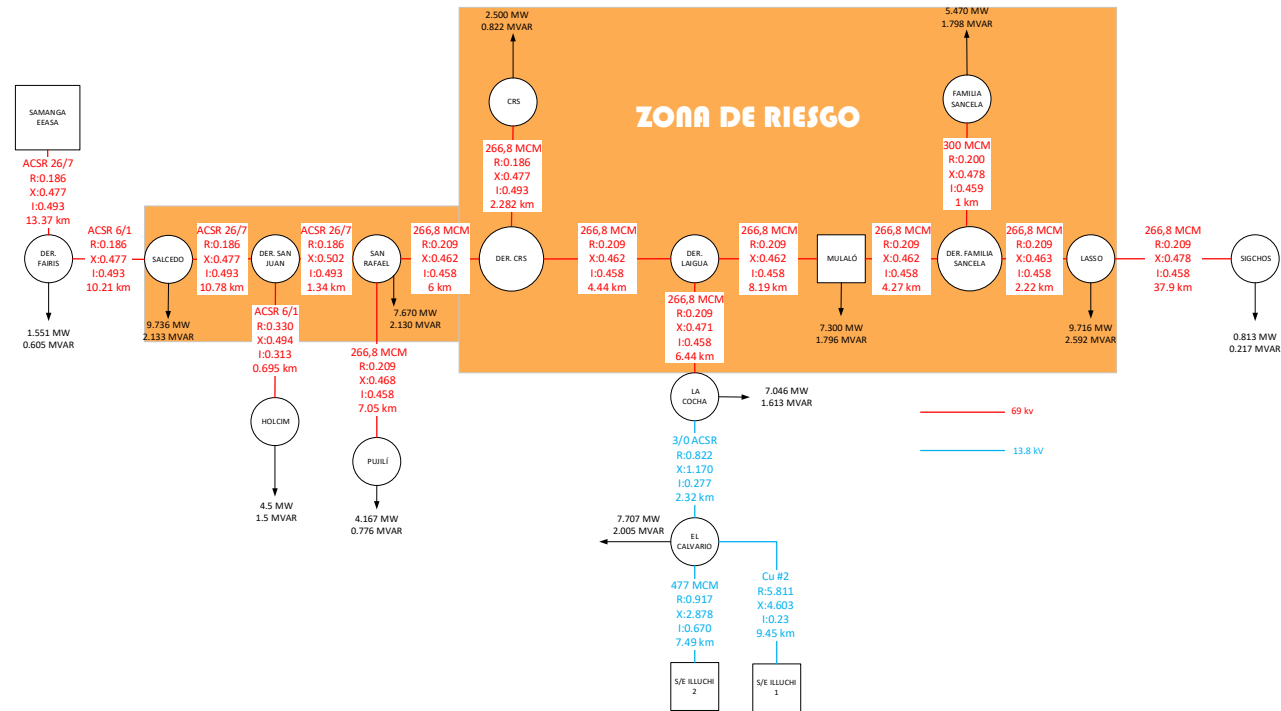 2.500 MW
0.822 MVAR
5.470 MW
1.798 MVAR
SAMANGA
EEASA
CRS
FAMILIA
SANCELA
ZONA DE RIESGO
ACSR 26/7
R:0.186
X:0.477
I:0.493
13.37 km
266,8 MCM
R:0.186
X:0.477
I:0.493
2.282 km
300 MCM
R:0.200
X:0.478
I:0.459
1 km
DER.
FAIRIS
ACSR 6/1
R:0.186
X:0.477
I:0.493
10.21 km
SALCEDO
ACSR 26/7
R:0.186
X:0.477
I:0.493
10.78 km
DER. SAN
JUAN
ACSR 26/7
R:0.186
X:0.502
I:0.493
1.34 km
SAN
RAFAEL
266,8 MCM
R:0.209
X:0.462
I:0.458
6 km
DER. CRS
266,8 MCM
R:0.209
X:0.462
I:0.458
4.44 km
DER.
LAIGUA
266,8 MCM
R:0.209
X:0.462
I:0.458
8.19 km
MULALÓ
266,8 MCM
R:0.209
X:0.462
I:0.458
4.27 km
DER. FAMILIA
SANCELA
266,8 MCM
R:0.209
X:0.463
I:0.458
2.22 km
LASSO
266,8 MCM
R:0.209
X:0.478
I:0.458
37.9 km
SIGCHOS
1.551 MW
0.605 MVAR
9.736 MW
2.133 MVAR
ACSR 6/1
R:0.330
X:0.494
I:0.313
0.695 km
7.670 MW
2.130 MVAR
266,8 MCM
R:0.209
X:0.468
I:0.458
7.05 km
266,8 MCM
R:0.209
X:0.471
I:0.458
6.44 km
7.300 MW
1.796 MVAR
9.716 MW
2.592 MVAR
0.813 MW
0.217 MVAR
HOLCIM
LA
COCHA
7.046 MW
1.613 MVAR
69 kv
13.8 kV
PUJILÍ
3/0 ACSR
R:0.822
X:1.170
I:0.277
2.32 km
4.5 MW
1.5 MVAR
4.167 MW
0.776 MVAR
7.707 MW
2.005 MVAR
EL
CALVARIO
477 MCM
R:0.917
X:2.878
I:0.670
7.49 km
Cu #2
R:5.811
X:4.603
I:0.23
9.45 km
S/E ILLUCHI
2
S/E ILLUCHI
1